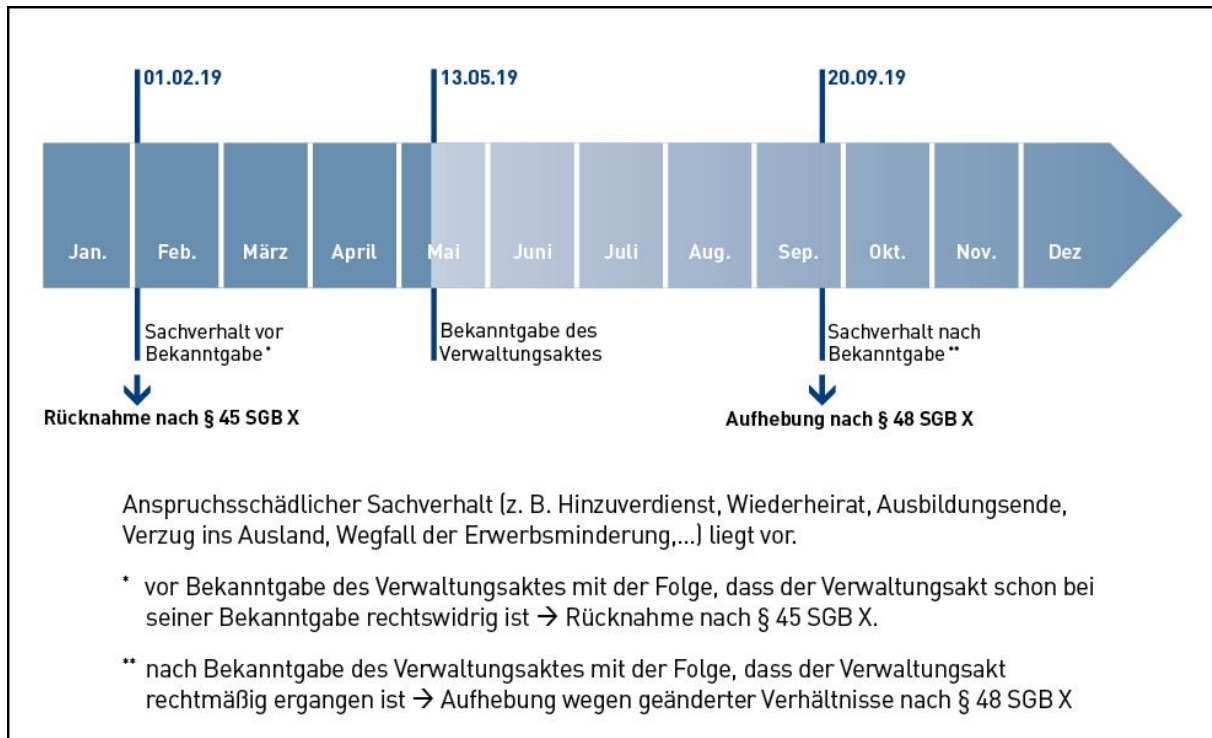 01.02.19
13.05.19
20.09.19
Jan.
Feb.
März
April
Mai
Juni
Juli
Aug.
Sep.
Okt.
Nov.
Dez
Sachverhalt vor
Bekanntgabe*
Bekanntgabe des
Verwaltungsaktes
Sachverhalt nach
Bekanntgabe**
Rücknahme nach § 45 SGB X
Aufhebung nach § 48 SGB X
Anspruchsschädlicher Sachverhalt (z. B. Hinzuverdienst, Wiederheirat, Ausbildungsende,
Verzug ins Ausland, Wegfall der Erwerbsminderung,...) liegt vor.
* vor Bekanntgabe des Verwaltungsaktes mit der Folge, dass der Verwaltungsakt schon bei
seiner Bekanntgabe rechtswidrig ist → Rücknahme nach § 45 SGB X.
** nach Bekanntgabe des Verwaltungsaktes mit der Folge, dass der Verwaltungsakt
rechtmäßig ergangen ist → Aufhebung wegen geänderter Verhältnisse nach § 48 SGB X